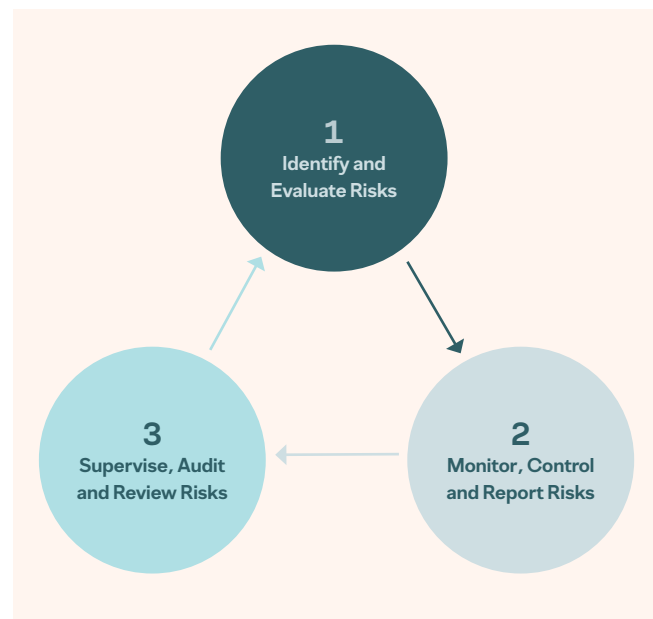 1
Identify and
Evaluate Risks
2
Monitor, Control
and Report Risks
3
Supervise, Audit
and Review Risks